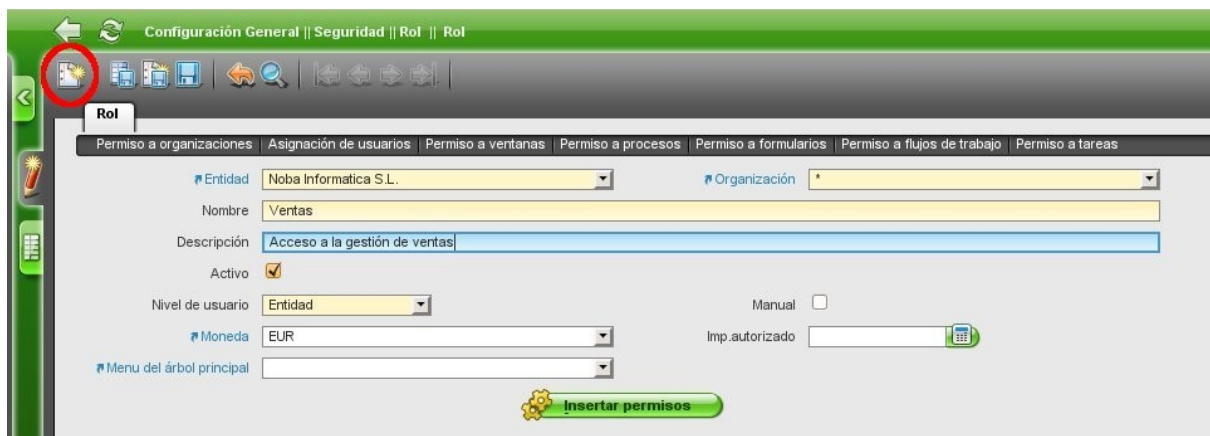 Configuración General || Seguridad || Rol || Rol
Rol
Permiso a organizaciones Asignación de usuarios Permiso a ventanas Permiso a procesos Permiso a formularios Permiso a flujos de trabajo Permiso a tareas
Entidad Noba Informatica S.L. Organización *
Nombre Ventas
Descripción Acceso a la gestión de ventas
Activo
Nivel de usuario Entidad Manual
Moneda EUR Imp.autorizado
Menu del árbol principal
Insertar permisos